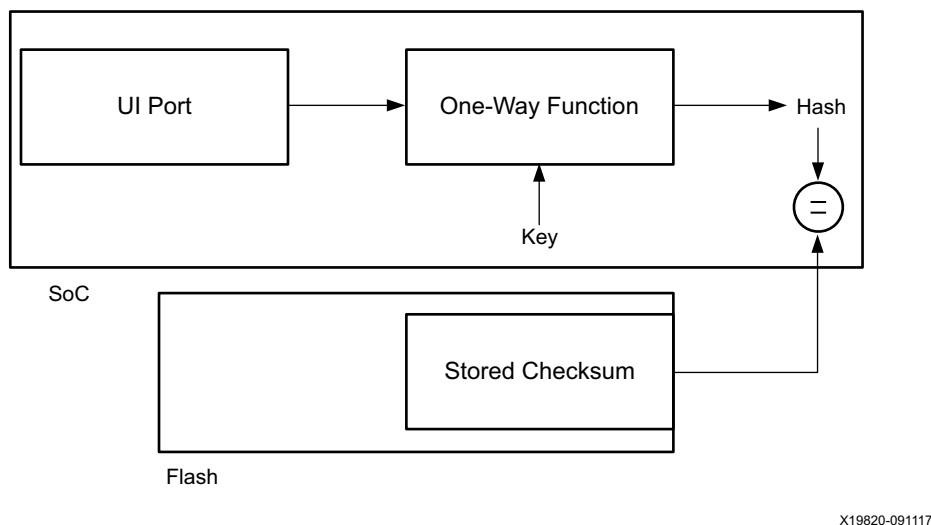 UI Port
One-Way Function
Hash
=
Key
SoC
Stored Checksum
Flash
X19820-091117